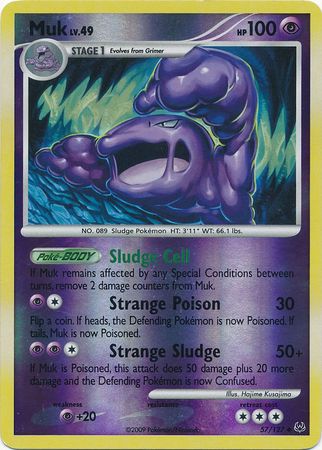 Muk LV.49 HP 100
STAGE 1 Evolves from Grimer
NO. 089 Sludge Pokémon HT: 3'11" WT: 66.1 lbs.
Poké-BODY Sludge Cell
If Muk remains affected by any Special Conditions between
turns, remove 2 damage counters from Muk.
Strange Poison 30
Flip a coin. If heads, the Defending Pokémon is now Poisoned. If
tails, Muk is now Poisoned.
Strange Sludge 50+
If Muk is Poisoned, this attack does 50 damage plus 20 more
damage and the Defending Pokémon is now Confused.
Illus. Hajime Kusajima
weakness resistance retreat cost
+20
©2009 Pokémon/Nintendo 57/127